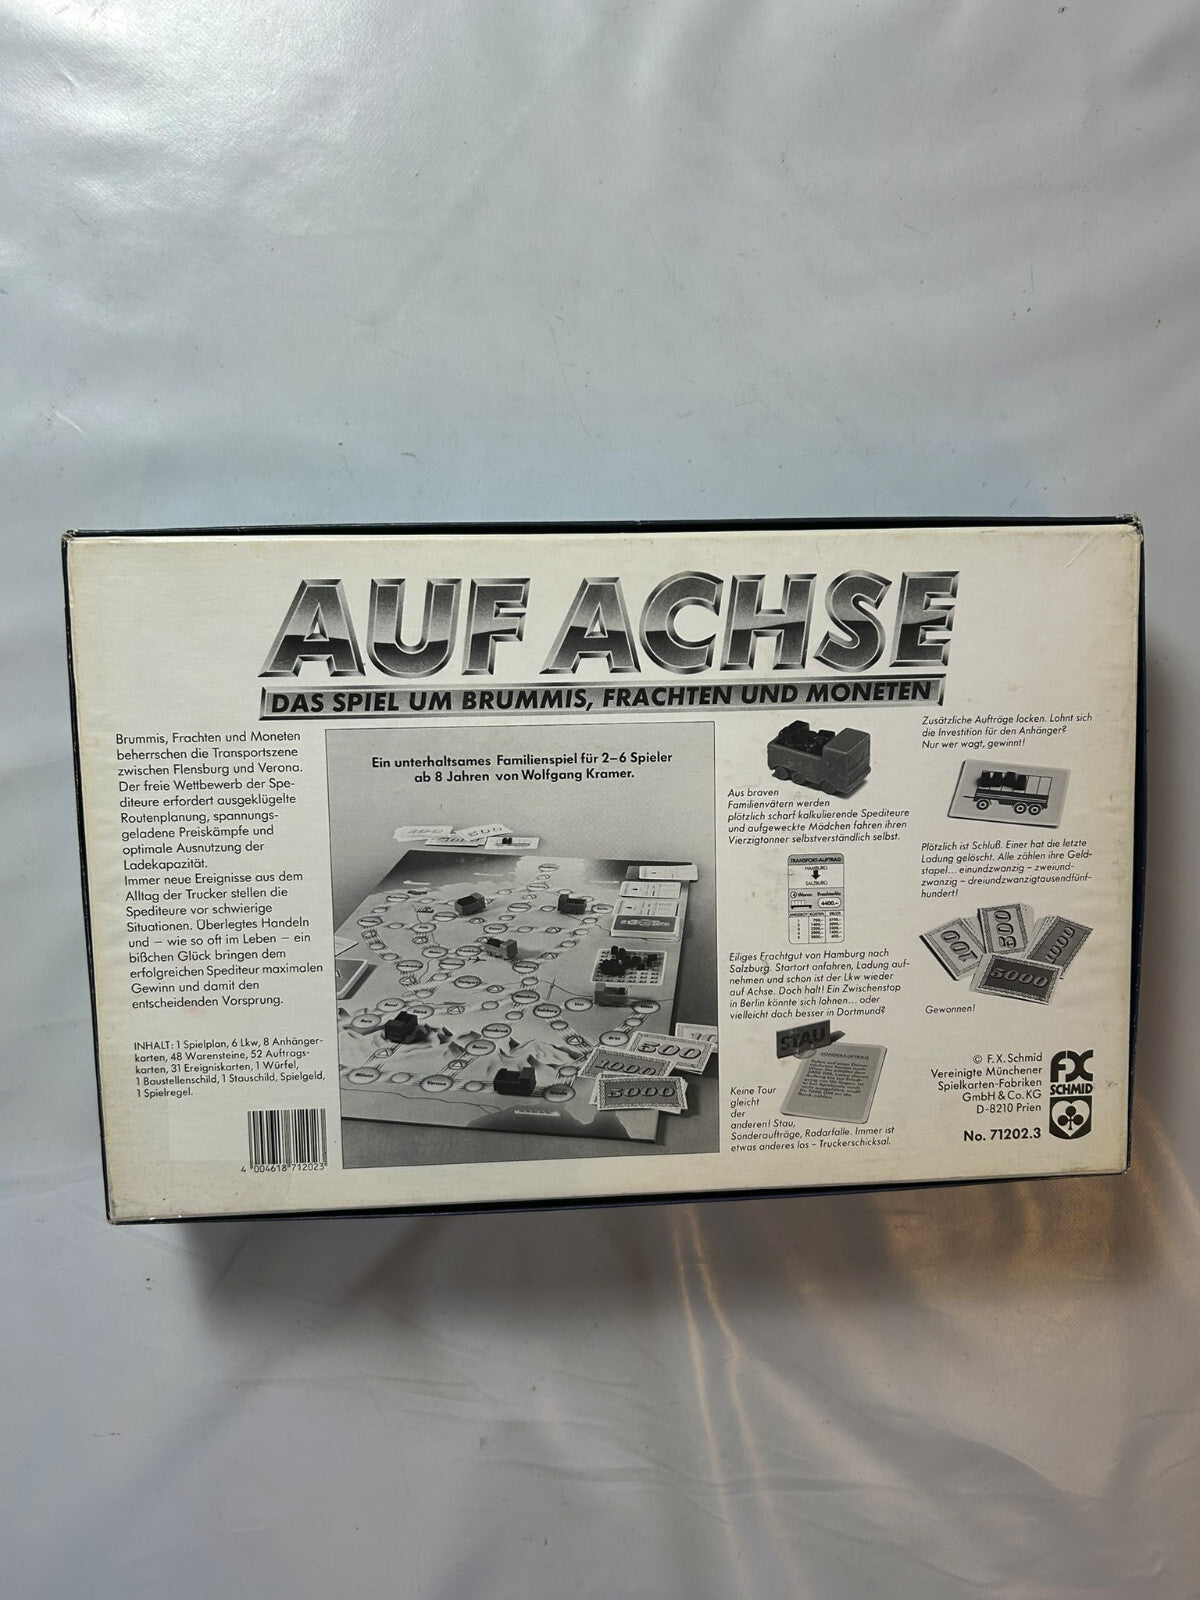 AUF ACHSE
DAS SPIEL UM BRUMMIS, FRACHTEN UND MONETEN
Brummis, Frachten und Moneten
beherrschen die Transportszene
zwischen Flensburg und Verona.
Der freie Wettbewerb der Spe-
diteure erfordert ausgeklügelte
Routenplanung, spannungs-
geladene Preiskämpfe und
optimale Ausnutzung der
Ladekapazität.
Immer neue Ereignisse aus dem
Alltag der Trucker stellen die
Spediteure vor schwierige
Situationen. Überlegtes Handeln
und – wie so oft im Leben – ein
bißchen Glück bringen dem
erfolgreichen Spediteur maximalen
Gewinn und damit den
entscheidenden Vorsprung.
INHALT: 1 Spielplan, 6 Lkw, 8 Anhänger-
karten, 48 Warensteine, 52 Auftrags-
karten, 31 Ereigniskarten, 1 Würfel,
1 Baustellenschild, 1 Stauschild, Spielgeld,
1 Spielregel.
4 004618 712023
Ein unterhaltsames Familienspiel für 2–6 Spieler
ab 8 Jahren von Wolfgang Kramer.
500
1000
5000
Verona
Aus braven
Familienvätern werden
plötzlich scharf kalkulierende Spediteure
und aufgeweckte Mädchen fahren ihren
Vierzigtonner selbstverständlich selbst.
TRANSPORT-AUFTRAG
HAMBURG
SALZBURG
4400.–
Eiliges Frachtgut von Hamburg nach
Salzburg. Startort anfahren, Ladung auf-
nehmen und schon ist der Lkw wieder
auf Achse. Doch halt! Ein Zwischenstop
in Berlin könnte sich lohnen... oder
vielleicht doch besser in Dortmund?
STAU
SONDERAUFTRAG
Keine Tour
gleicht
der
anderen! Stau,
Sonderaufträge, Radarfalle. Immer ist
etwas anderes los – Truckerschicksal.
Zusätzliche Aufträge locken. Lohnt sich
die Investition für den Anhänger?
Nur wer wagt, gewinnt!
Plötzlich ist Schluß. Einer hat die letzte
Ladung gelöscht. Alle zählen ihre Geld-
stapel... einundzwanzig – zweiund-
zwanzig – dreiundzwanzigtausendfünf-
hundert!
100
500
1000
5000
Gewonnen!
© F.X. Schmid
Vereinigte Münchener
Spielkarten-Fabriken
GmbH & Co. KG
D-8210 Prien
No. 71202.3
FX
SCHMID